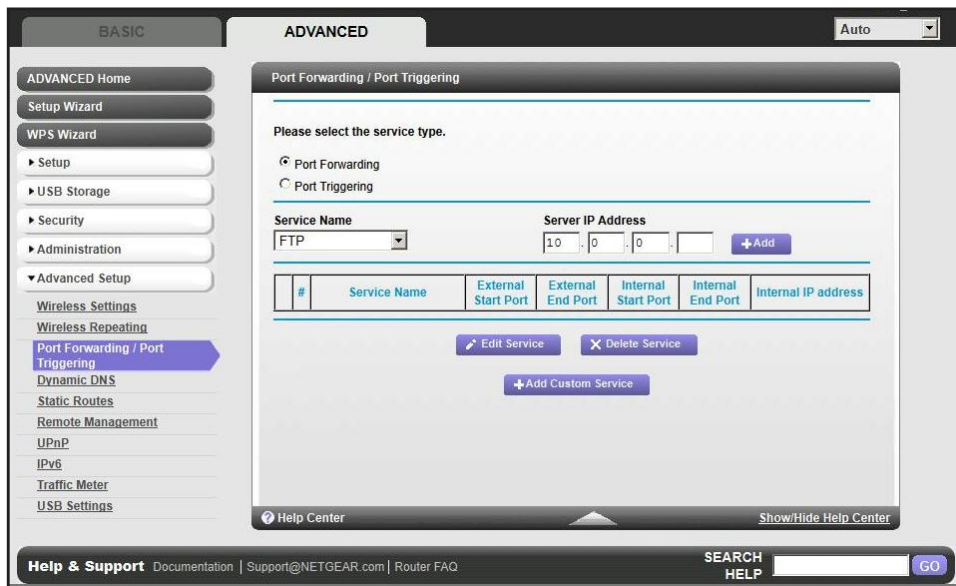 BASIC
ADVANCED
Auto
ADVANCED Home
Setup Wizard
WPS Wizard
Setup
USB Storage
Security
Administration
Advanced Setup
Wireless Settings
Wireless Repeating
Port Forwarding / Port
Triggering
Dynamic DNS
Static Routes
Remote Management
UPnP
IPv6
Traffic Meter
USB Settings
Port Forwarding / Port Triggering
Please select the service type.
Port Forwarding
Port Triggering
Service Name
FTP
Server IP Address
10 . 0 . 0 .
+Add
# Service Name External Start Port External End Port Internal Start Port Internal End Port Internal IP address
Edit Service
Delete Service
+Add Custom Service
Help Center
Show/Hide Help Center
Help & Support Documentation | Support@NETGEAR.com | Router FAQ
SEARCH
HELP
GO